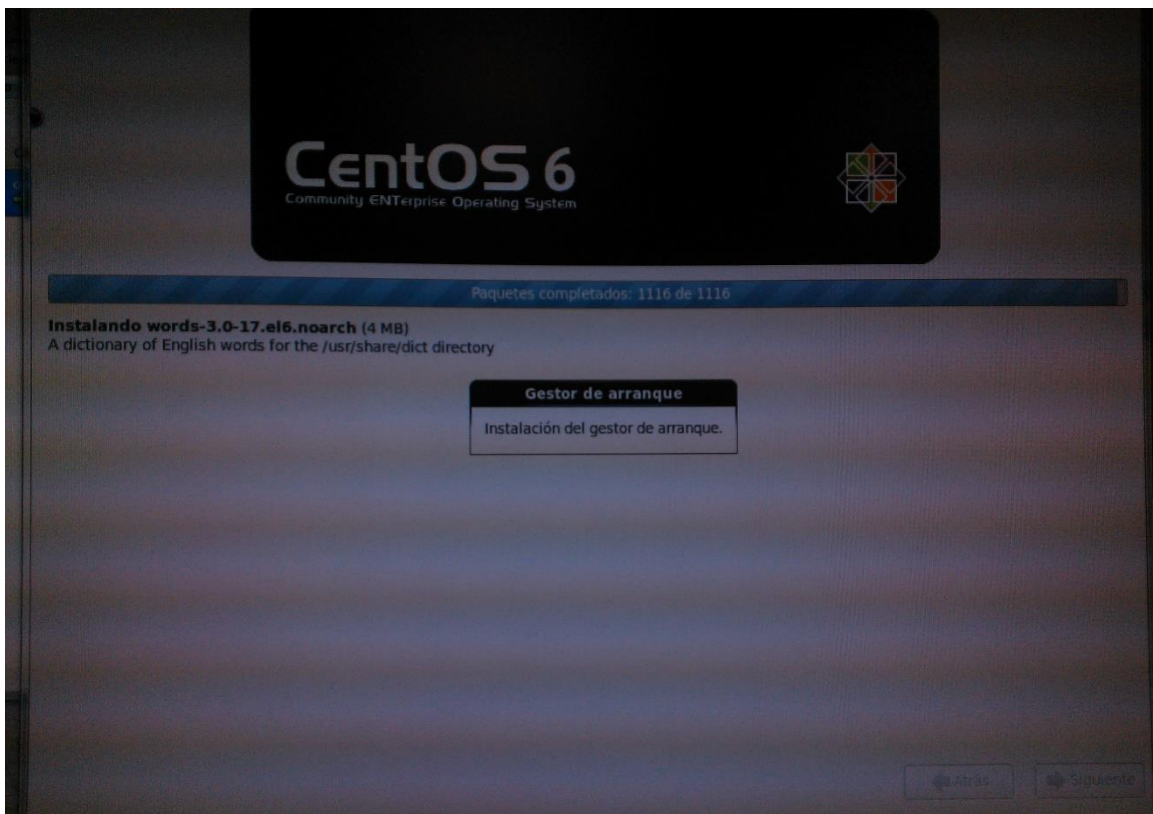 CentOS 6
Community ENTerprise Operating System
Paquetes completados: 1116 de 1116
Instalando words-3.0-17.el6.noarch (4 MB)
A dictionary of English words for the /usr/share/dict directory
Gestor de arranque
Instalación del gestor de arranque.
Atrás
Siguiente